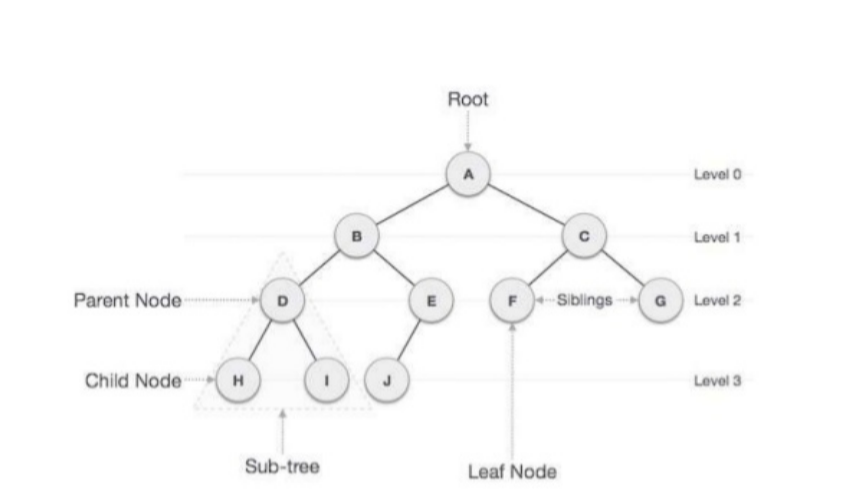 Root
A
Level 0
B
C
Level 1
Parent Node
D
E
F
Siblings
G
Level 2
Child Node
H
I
J
Level 3
Sub-tree
Leaf Node